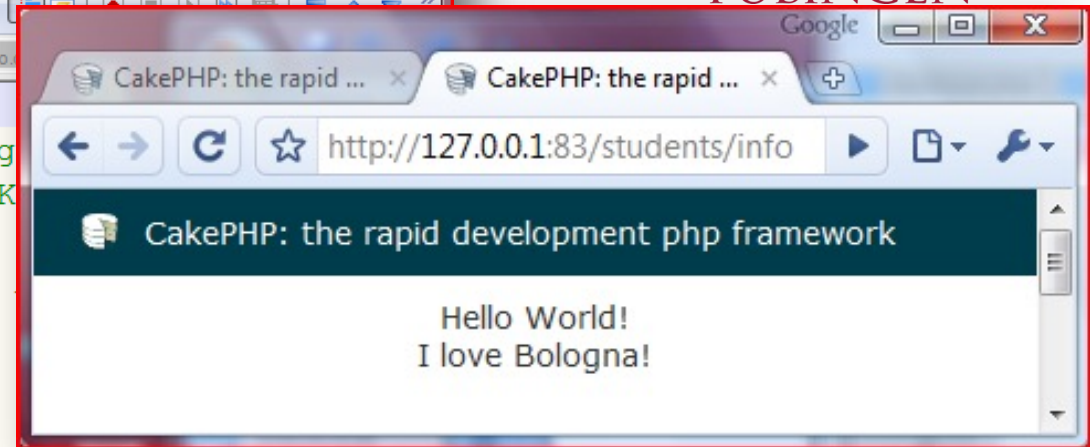 TÜBINGEN
Google
CakePHP: the rapid ...
CakePHP: the rapid ...
http://127.0.0.1:83/students/info
CakePHP: the rapid development php framework
Hello World!
I love Bologna!